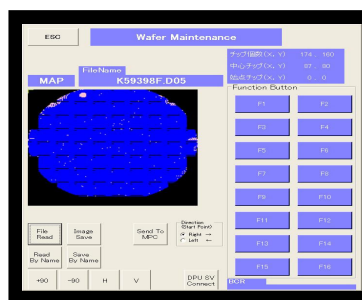 ESC
Wafer Maintenance
チップ個数(X, Y) 174, 160
中心チップ(X, Y) 87, 80
始点チップ(X, Y) 0, 0
FileName
MAP
K59398F.D05
Function Button
F1
F2
F3
F4
F5
F6
F7
F8
F9
F10
F11
F12
F13
F14
F15
F16
File Read
Image Save
Send To MPC
Direction (Start Point)
Right →
Left ←
Read By Name
Save By Name
+90
-90
H
V
DPU SV Connect
BCR